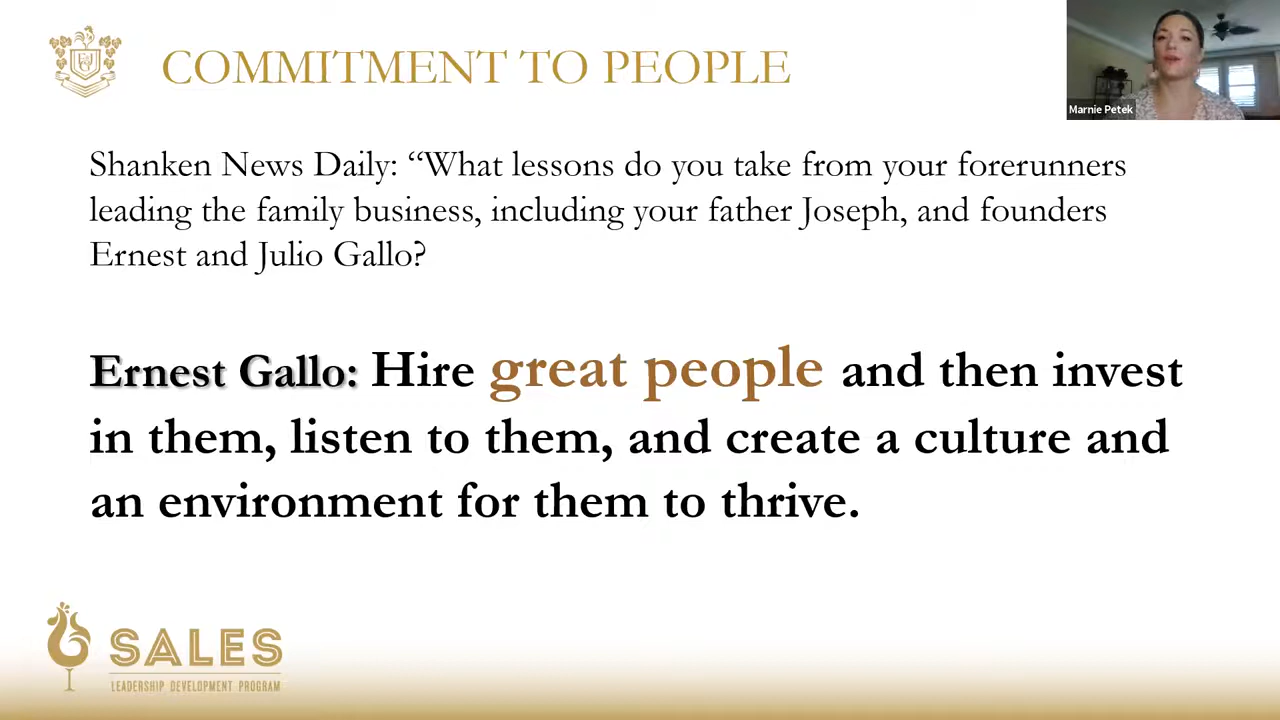 COMMITMENT TO PEOPLE
Marnie Petek
Shanken News Daily: “What lessons do you take from your forerunners
leading the family business, including your father Joseph, and founders
Ernest and Julio Gallo?
Ernest Gallo: Hire great people and then invest
in them, listen to them, and create a culture and
an environment for them to thrive.
SALES
LEADERSHIP DEVELOPMENT PROGRAM